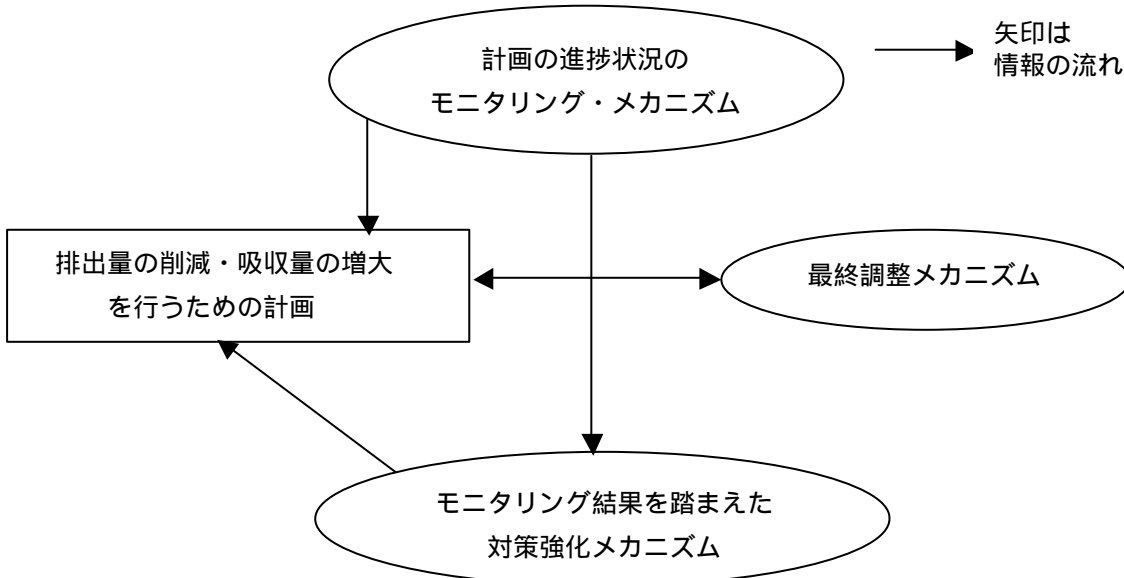 計画の進捗状況の
モニタリング・メカニズム
矢印は
情報の流れ
排出量の削減・吸収量の増大
を行うための計画
最終調整メカニズム
モニタリング結果を踏まえた
対策強化メカニズム